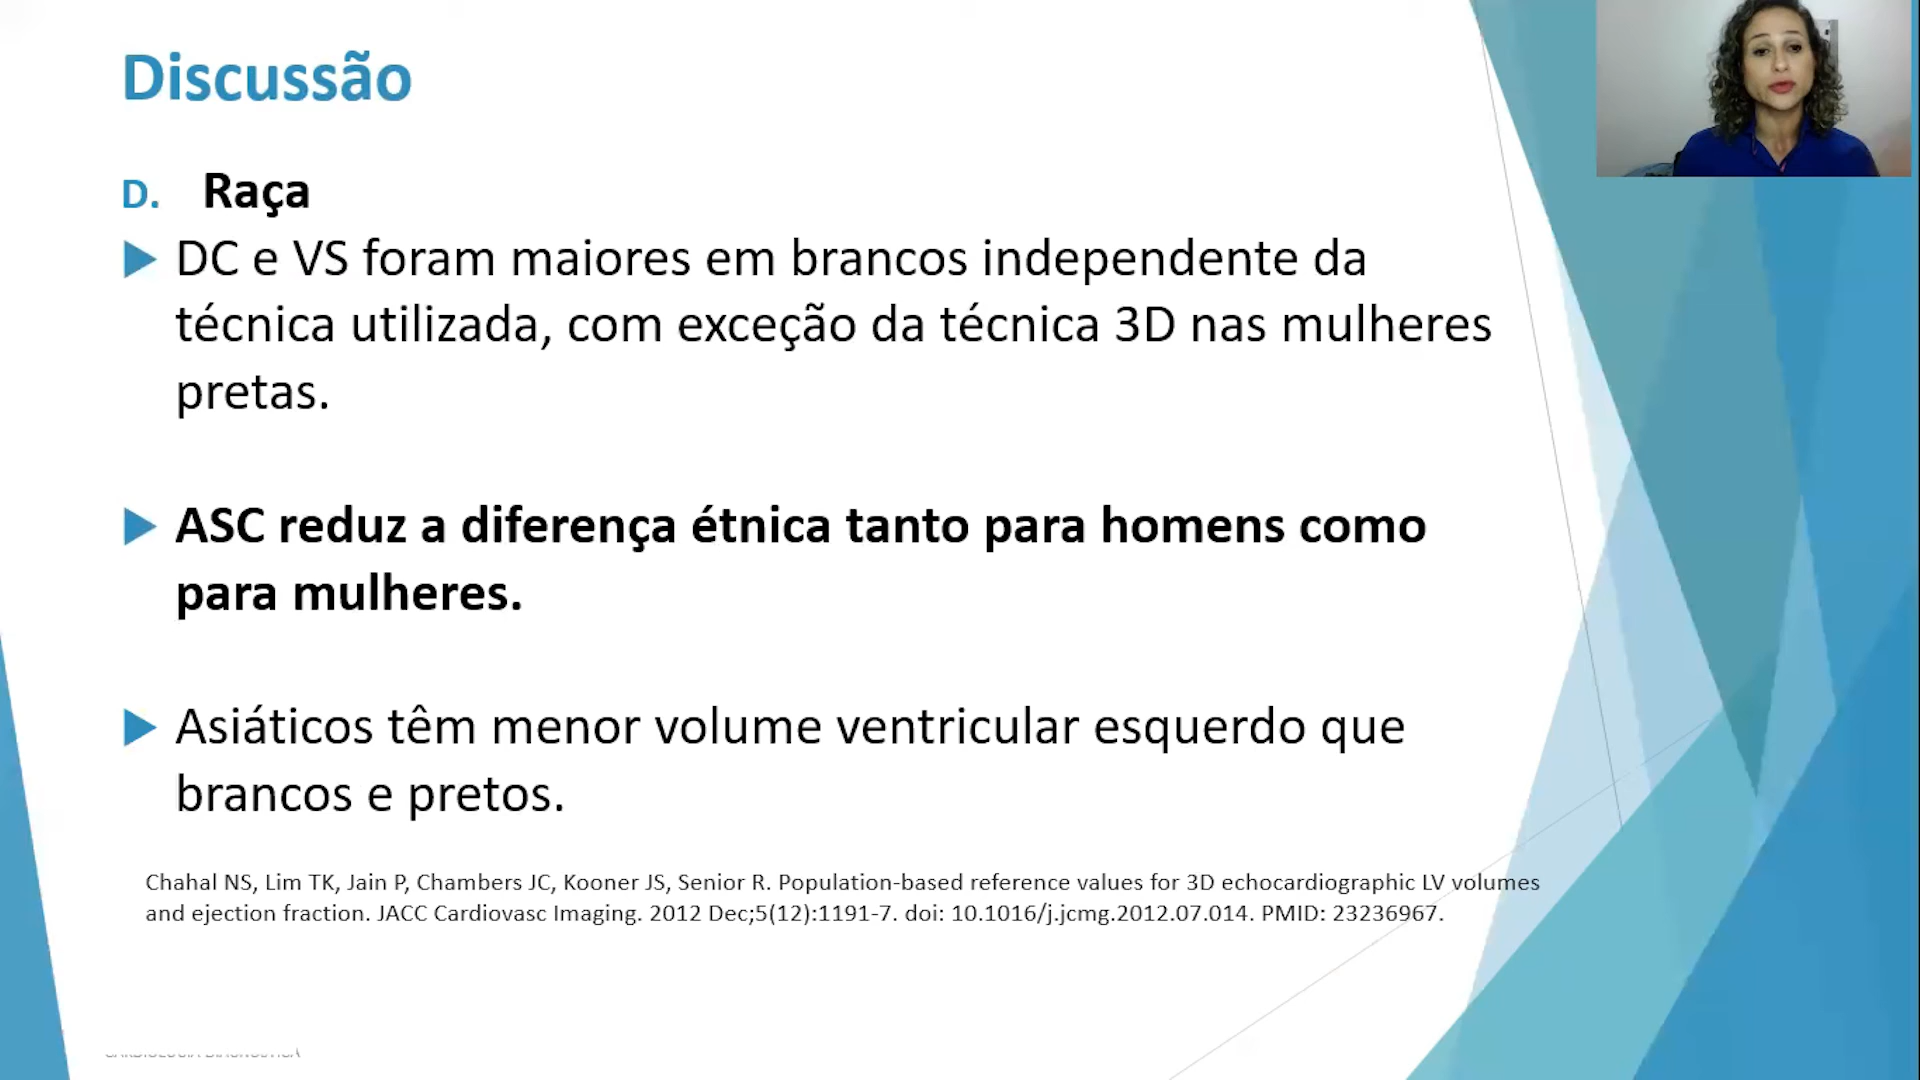 Discussão
D. Raça
DC e VS foram maiores em brancos independente da
técnica utilizada, com exceção da técnica 3D nas mulheres
pretas.
ASC reduz a diferença étnica tanto para homens como
para mulheres.
Asiáticos têm menor volume ventricular esquerdo que
brancos e pretos.
Chahal NS, Lim TK, Jain P, Chambers JC, Kooner JS, Senior R. Population-based reference values for 3D echocardiographic LV volumes
and ejection fraction. JACC Cardiovasc Imaging. 2012 Dec;5(12):1191-7. doi: 10.1016/j.jcmg.2012.07.014. PMID: 23236967.